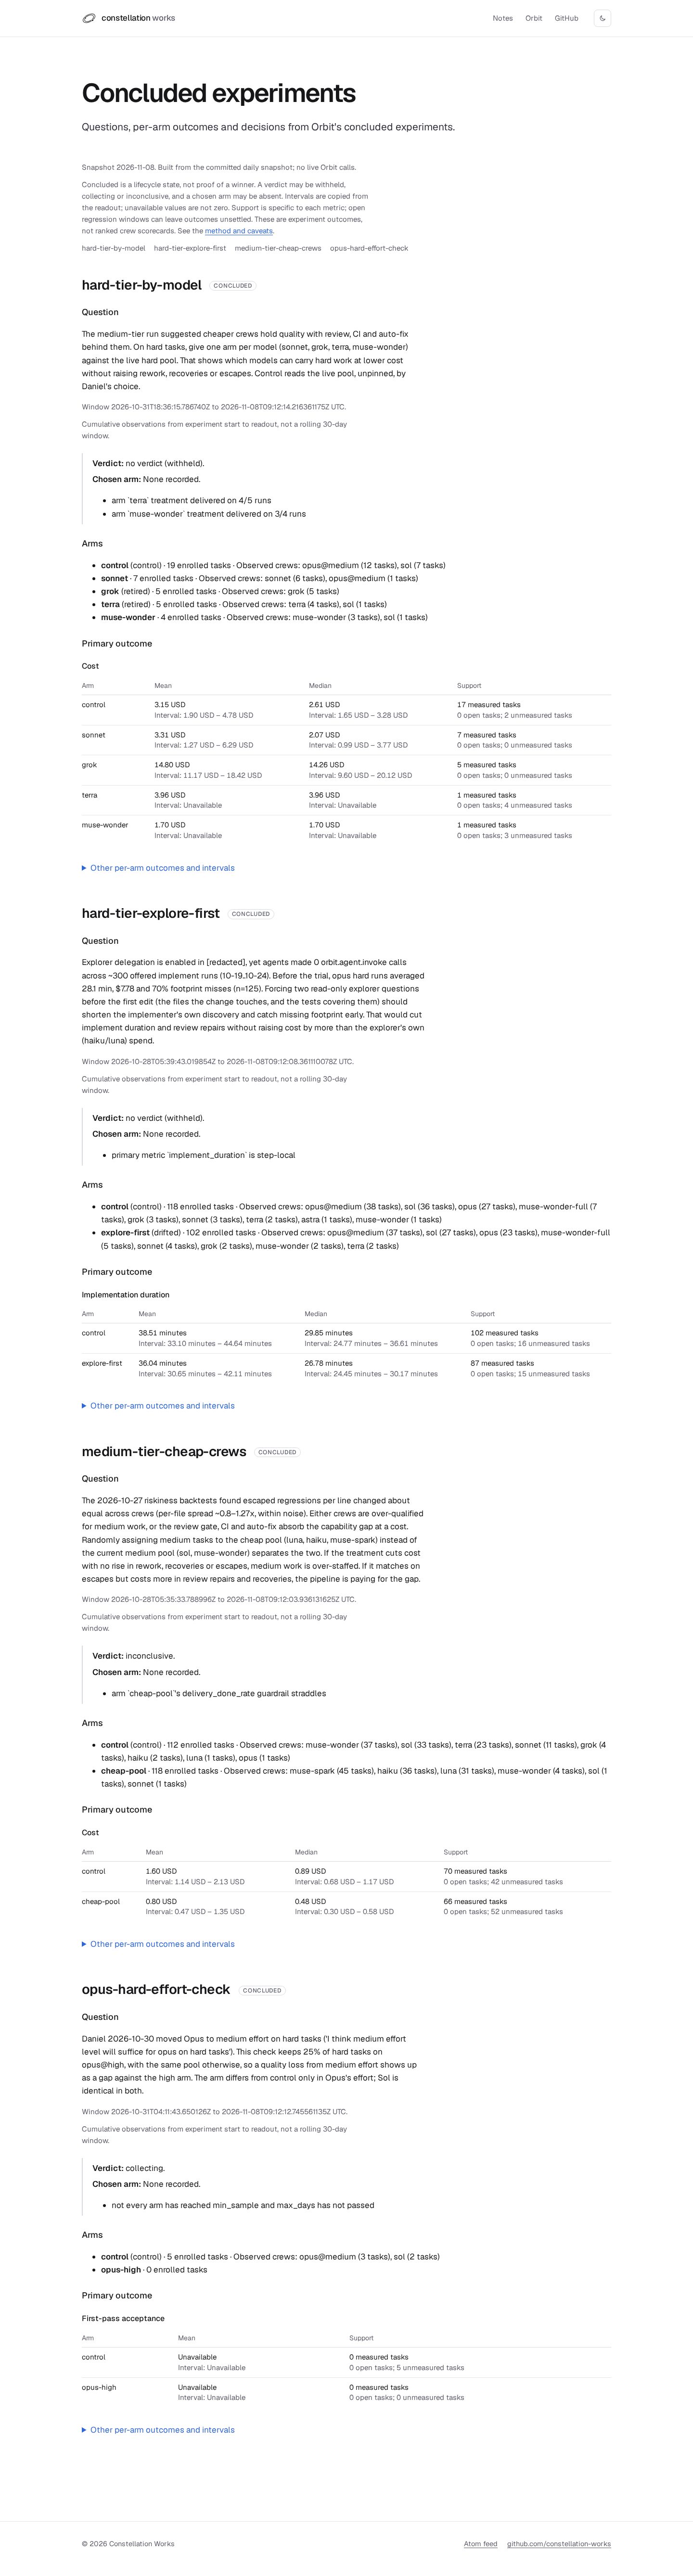 constellation works
Notes Orbit GitHub
Concluded experiments
Questions, per-arm outcomes and decisions from Orbit's concluded experiments.
Snapshot 2026-11-08. Built from the committed daily snapshot; no live Orbit calls.
Concluded is a lifecycle state, not proof of a winner. A verdict may be withheld,
collecting or inconclusive, and a chosen arm may be absent. Intervals are copied from
the readout; unavailable values are not zero. Support is specific to each metric; open
regression windows can leave outcomes unsettled. These are experiment outcomes,
not ranked crew scorecards. See the method and caveats.
hard-tier-by-model hard-tier-explore-first medium-tier-cheap-crews opus-hard-effort-check
hard-tier-by-model CONCLUDED
Question
The medium-tier run suggested cheaper crews hold quality with review, CI and auto-fix
behind them. On hard tasks, give one arm per model (sonnet, grok, terra, muse-wonder)
against the live hard pool. That shows which models can carry hard work at lower cost
without raising rework, recoveries or escapes. Control reads the live pool, unpinned, by
Daniel's choice.
Window 2026-10-31T18:36:15.786740Z to 2026-11-08T09:12:14.216361175Z UTC.
Cumulative observations from experiment start to readout, not a rolling 30-day
window.
Verdict: no verdict (withheld).
Chosen arm: None recorded.
• arm `terra` treatment delivered on 4/5 runs
• arm `muse-wonder` treatment delivered on 3/4 runs
Arms
• control (control) · 19 enrolled tasks · Observed crews: opus@medium (12 tasks), sol (7 tasks)
• sonnet · 7 enrolled tasks · Observed crews: sonnet (6 tasks), opus@medium (1 tasks)
• grok (retired) · 5 enrolled tasks · Observed crews: grok (5 tasks)
• terra (retired) · 5 enrolled tasks · Observed crews: terra (4 tasks), sol (1 tasks)
• muse-wonder · 4 enrolled tasks · Observed crews: muse-wonder (3 tasks), sol (1 tasks)
Primary outcome
Cost
Arm Mean Median Support
control 3.15 USD 2.61 USD 17 measured tasks
Interval: 1.90 USD – 4.78 USD Interval: 1.65 USD – 3.28 USD 0 open tasks; 2 unmeasured tasks
sonnet 3.31 USD 2.07 USD 7 measured tasks
Interval: 1.27 USD – 6.29 USD Interval: 0.99 USD – 3.77 USD 0 open tasks; 0 unmeasured tasks
grok 14.80 USD 14.26 USD 5 measured tasks
Interval: 11.17 USD – 18.42 USD Interval: 9.60 USD – 20.12 USD 0 open tasks; 0 unmeasured tasks
terra 3.96 USD 3.96 USD 1 measured tasks
Interval: Unavailable Interval: Unavailable 0 open tasks; 4 unmeasured tasks
muse-wonder 1.70 USD 1.70 USD 1 measured tasks
Interval: Unavailable Interval: Unavailable 0 open tasks; 3 unmeasured tasks
▶ Other per-arm outcomes and intervals
hard-tier-explore-first CONCLUDED
Question
Explorer delegation is enabled in [redacted], yet agents made 0 orbit.agent.invoke calls
across ~300 offered implement runs (10-19..10-24). Before the trial, opus hard runs averaged
28.1 min, $7.78 and 70% footprint misses (n=125). Forcing two read-only explorer questions
before the first edit (the files the change touches, and the tests covering them) should
shorten the implementer's own discovery and catch missing footprint early. That would cut
implement duration and review repairs without raising cost by more than the explorer's own
(haiku/luna) spend.
Window 2026-10-28T05:39:43.019854Z to 2026-11-08T09:12:08.361110078Z UTC.
Cumulative observations from experiment start to readout, not a rolling 30-day
window.
Verdict: no verdict (withheld).
Chosen arm: None recorded.
• primary metric `implement_duration` is step-local
Arms
• control (control) · 118 enrolled tasks · Observed crews: opus@medium (38 tasks), sol (36 tasks), opus (27 tasks), muse-wonder-full (7
tasks), grok (3 tasks), sonnet (3 tasks), terra (2 tasks), astra (1 tasks), muse-wonder (1 tasks)
• explore-first (drifted) · 102 enrolled tasks · Observed crews: opus@medium (37 tasks), sol (27 tasks), opus (23 tasks), muse-wonder-full
(5 tasks), sonnet (4 tasks), grok (2 tasks), muse-wonder (2 tasks), terra (2 tasks)
Primary outcome
Implementation duration
Arm Mean Median Support
control 38.51 minutes 29.85 minutes 102 measured tasks
Interval: 33.10 minutes – 44.64 minutes Interval: 24.77 minutes – 36.61 minutes 0 open tasks; 16 unmeasured tasks
explore-first 36.04 minutes 26.78 minutes 87 measured tasks
Interval: 30.65 minutes – 42.11 minutes Interval: 24.45 minutes – 30.17 minutes 0 open tasks; 15 unmeasured tasks
▶ Other per-arm outcomes and intervals
medium-tier-cheap-crews CONCLUDED
Question
The 2026-10-27 riskiness backtests found escaped regressions per line changed about
equal across crews (per-file spread ~0.8–1.27x, within noise). Either crews are over-qualified
for medium work, or the review gate, CI and auto-fix absorb the capability gap at a cost.
Randomly assigning medium tasks to the cheap pool (luna, haiku, muse-spark) instead of
the current medium pool (sol, muse-wonder) separates the two. If the treatment cuts cost
with no rise in rework, recoveries or escapes, medium work is over-staffed. If it matches on
escapes but costs more in review repairs and recoveries, the pipeline is paying for the gap.
Window 2026-10-28T05:35:33.788996Z to 2026-11-08T09:12:03.936131625Z UTC.
Cumulative observations from experiment start to readout, not a rolling 30-day
window.
Verdict: inconclusive.
Chosen arm: None recorded.
• arm `cheap-pool`'s delivery_done_rate guardrail straddles
Arms
• control (control) · 112 enrolled tasks · Observed crews: muse-wonder (37 tasks), sol (33 tasks), terra (23 tasks), sonnet (11 tasks), grok (4
tasks), haiku (2 tasks), luna (1 tasks), opus (1 tasks)
• cheap-pool · 118 enrolled tasks · Observed crews: muse-spark (45 tasks), haiku (36 tasks), luna (31 tasks), muse-wonder (4 tasks), sol (1
tasks), sonnet (1 tasks)
Primary outcome
Cost
Arm Mean Median Support
control 1.60 USD 0.89 USD 70 measured tasks
Interval: 1.14 USD – 2.13 USD Interval: 0.68 USD – 1.17 USD 0 open tasks; 42 unmeasured tasks
cheap-pool 0.80 USD 0.48 USD 66 measured tasks
Interval: 0.47 USD – 1.35 USD Interval: 0.30 USD – 0.58 USD 0 open tasks; 52 unmeasured tasks
▶ Other per-arm outcomes and intervals
opus-hard-effort-check CONCLUDED
Question
Daniel 2026-10-30 moved Opus to medium effort on hard tasks ('I think medium effort
level will suffice for opus on hard tasks'). This check keeps 25% of hard tasks on
opus@high, with the same pool otherwise, so a quality loss from medium effort shows up
as a gap against the high arm. The arm differs from control only in Opus's effort; Sol is
identical in both.
Window 2026-10-31T04:11:43.650126Z to 2026-11-08T09:12:12.745561135Z UTC.
Cumulative observations from experiment start to readout, not a rolling 30-day
window.
Verdict: collecting.
Chosen arm: None recorded.
• not every arm has reached min_sample and max_days has not passed
Arms
• control (control) · 5 enrolled tasks · Observed crews: opus@medium (3 tasks), sol (2 tasks)
• opus-high · 0 enrolled tasks
Primary outcome
First-pass acceptance
Arm Mean Support
control Unavailable 0 measured tasks
Interval: Unavailable 0 open tasks; 5 unmeasured tasks
opus-high Unavailable 0 measured tasks
Interval: Unavailable 0 open tasks; 0 unmeasured tasks
▶ Other per-arm outcomes and intervals
© 2026 Constellation Works
Atom feed github.com/constellation-works